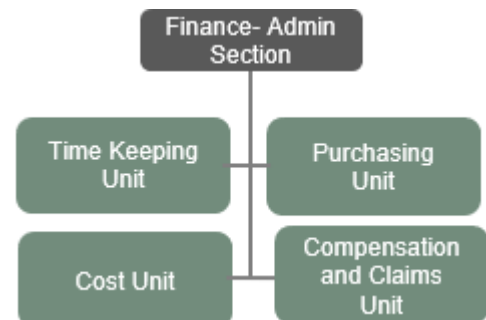 Finance- Admin
Section
Time Keeping
Unit
Purchasing
Unit
Cost Unit
Compensation
and Claims
Unit